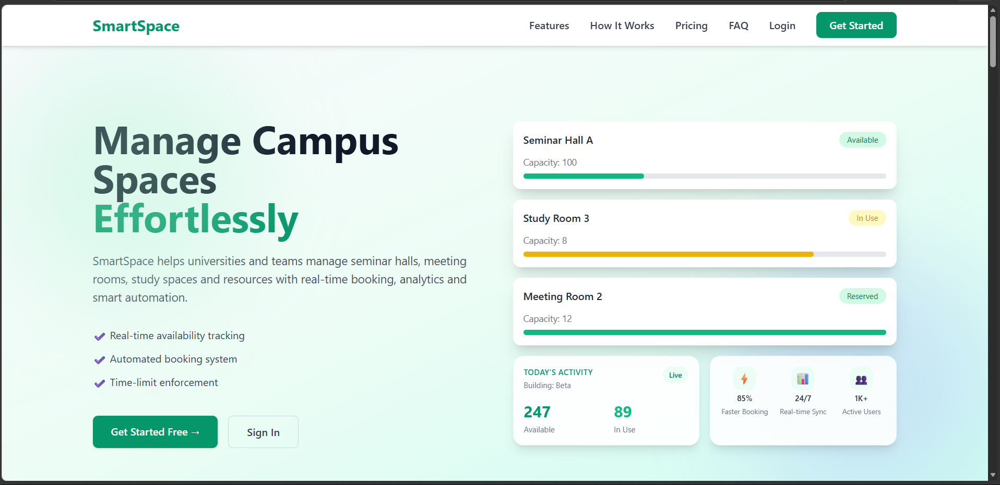 SmartSpace
Features
How It Works
Pricing
FAQ
Login
Get Started
Manage Campus
Spaces
Effortlessly
SmartSpace helps universities and teams manage seminar halls, meeting
rooms, study spaces and resources with real-time booking, analytics and
smart automation.
Real-time availability tracking
Automated booking system
Time-limit enforcement
Get Started Free →
Sign In
Seminar Hall A
Available
Capacity: 100
Study Room 3
In Use
Capacity: 8
Meeting Room 2
Reserved
Capacity: 12
TODAY'S ACTIVITY
Live
Building: Beta
247
Available
89
In Use
85%
Faster Booking
24/7
Real-time Sync
1K+
Active Users